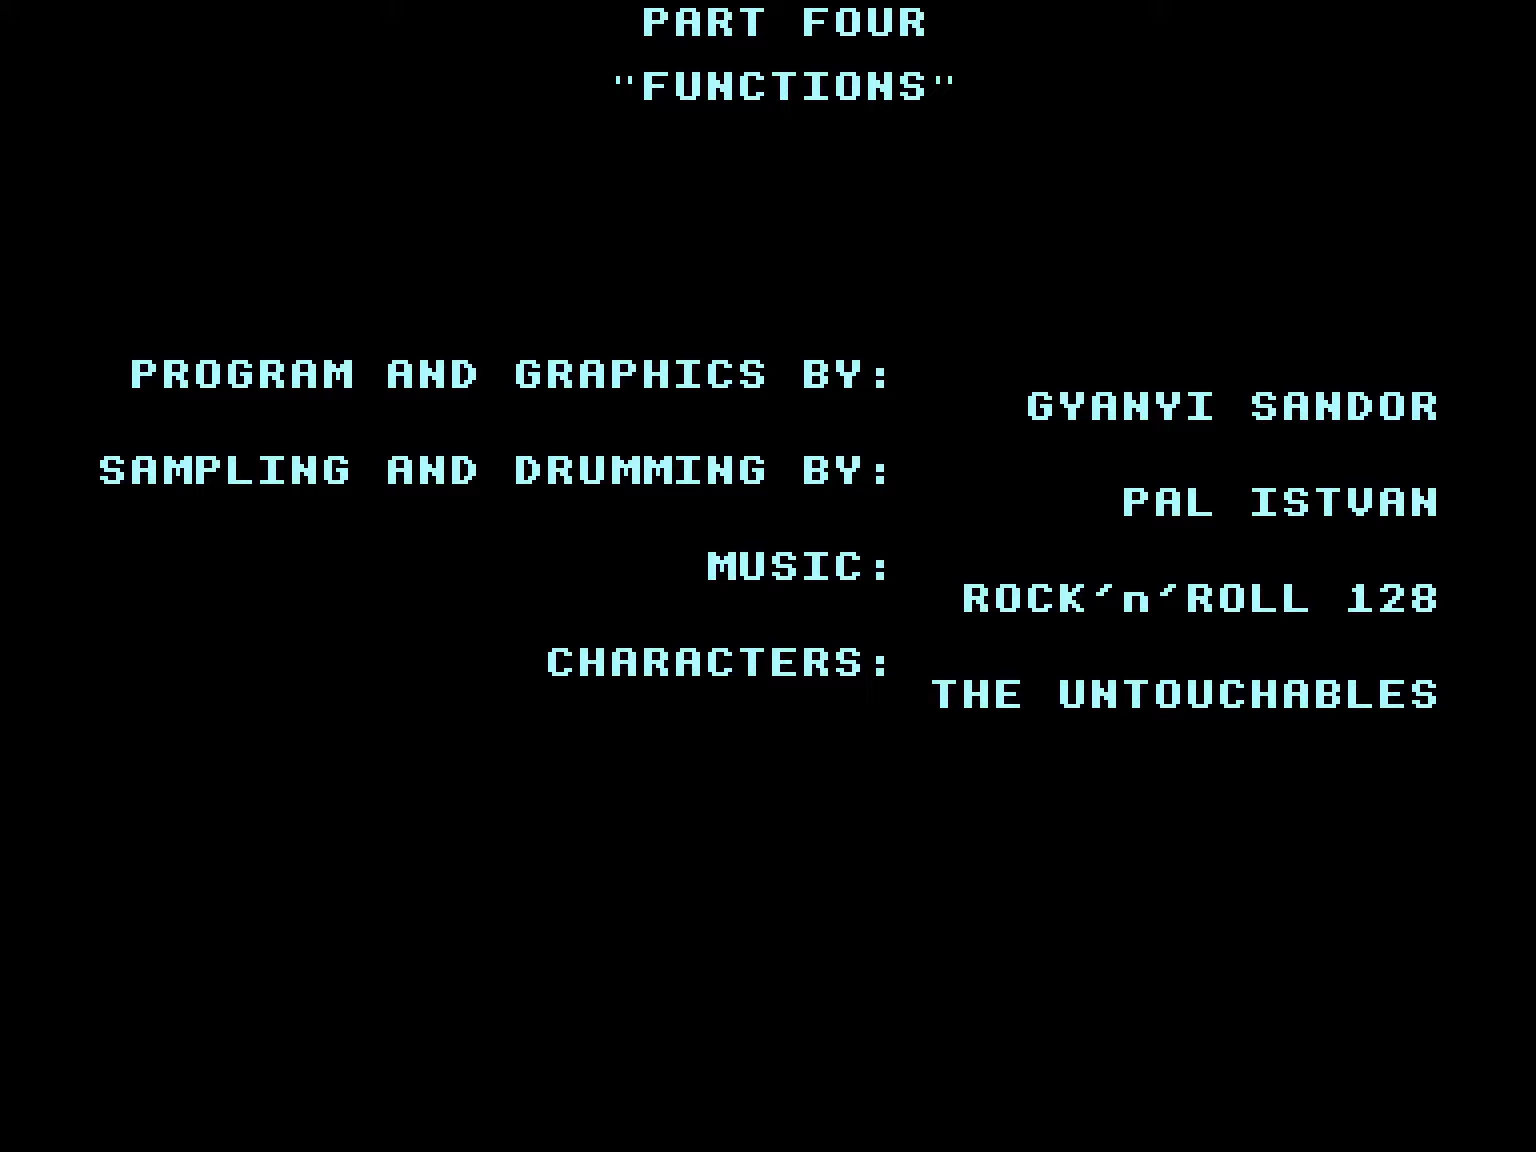 PART FOUR
"FUNCTIONS"
PROGRAM AND GRAPHICS BY:
GYANYI SANDOR
SAMPLING AND DRUMMING BY:
PAL ISTVAN
MUSIC:
ROCK'n'ROLL 128
CHARACTERS:
THE UNTOUCHABLES